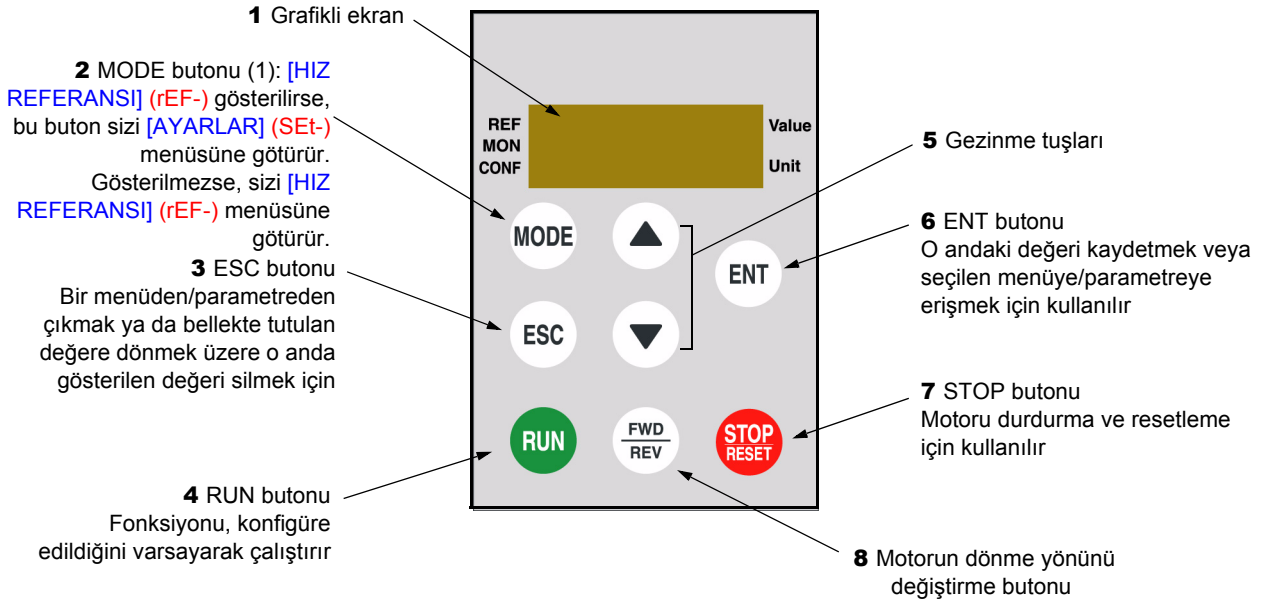 1 Grafikli ekran
2 MODE butonu (1): [HIZ
REFERANSI] (rEF-) gösterilirse,
bu buton sizi [AYARLAR] (SEt-)
menüsüne götürür.
Gösterilmezse, sizi [HIZ
REFERANSI] (rEF-) menüsüne
götürür.
3 ESC butonu
Bir menüden/parametreden
çıkmak ya da bellekte tutulan
değere dönmek üzere o anda
gösterilen değeri silmek için
4 RUN butonu
Fonksiyonu, konfigüre
edildiğini varsayarak çalıştırır
REF
MON
CONF
Value
Unit
MODE
ENT
ESC
RUN
FWD
REV
STOP
RESET
5 Gezinme tuşları
6 ENT butonu
O andaki değeri kaydetmek veya
seçilen menüye/parametreye
erişmek için kullanılır
7 STOP butonu
Motoru durdurma ve resetleme
için kullanılır
8 Motorun dönme yönünü
değiştirme butonu